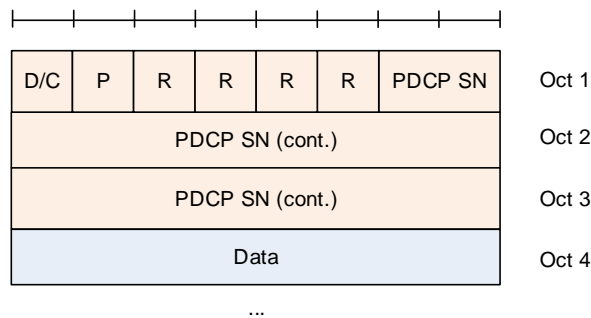 D/C P R R R R PDCP SN Oct 1
PDCP SN (cont.) Oct 2
PDCP SN (cont.) Oct 3
Data Oct 4
...